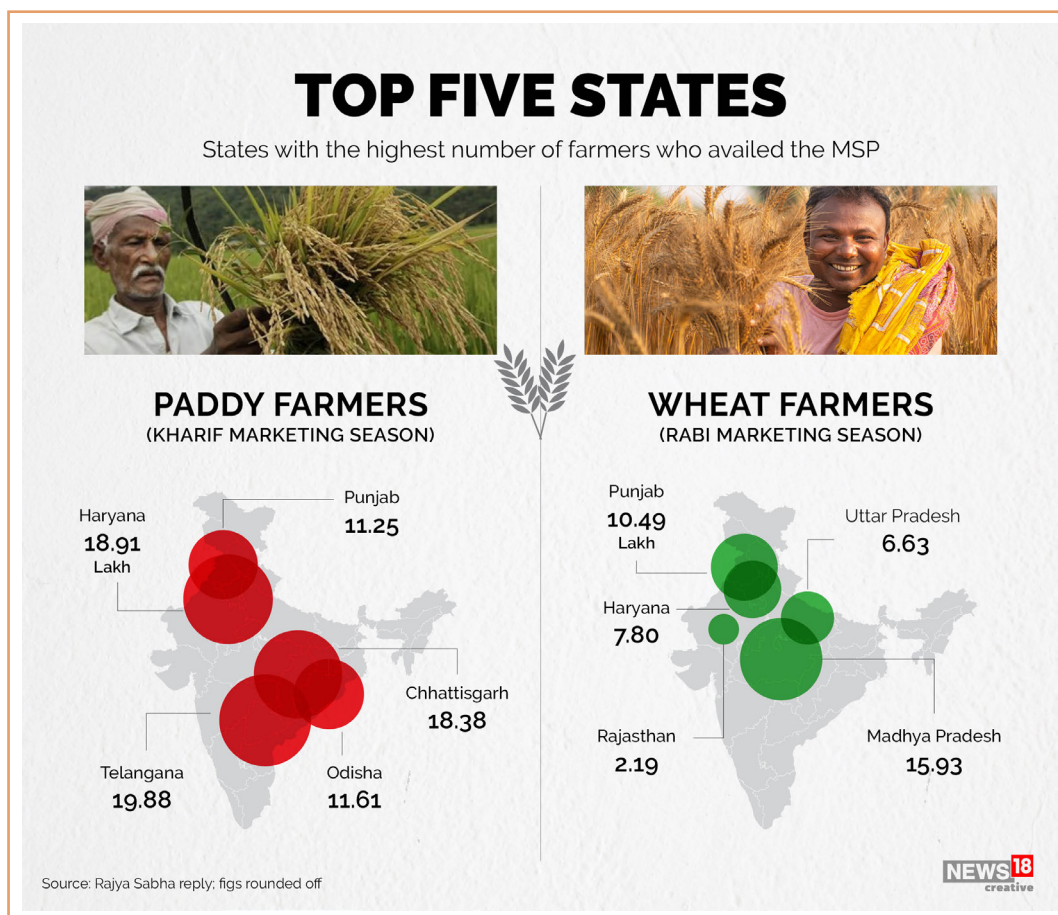 TOP FIVE STATES
States with the highest number of farmers who availed the MSP
PADDY FARMERS
(KHARIF MARKETING SEASON)
Punjab
11.25
Haryana
18.91
Lakh
Chhattisgarh
18.38
Telangana
19.88
Odisha
11.61
WHEAT FARMERS
(RABI MARKETING SEASON)
Punjab
10.49
Lakh
Uttar Pradesh
6.63
Haryana
7.80
Rajasthan
2.19
Madhya Pradesh
15.93
Source: Rajya Sabha reply; figs rounded off
NEWS18
creative